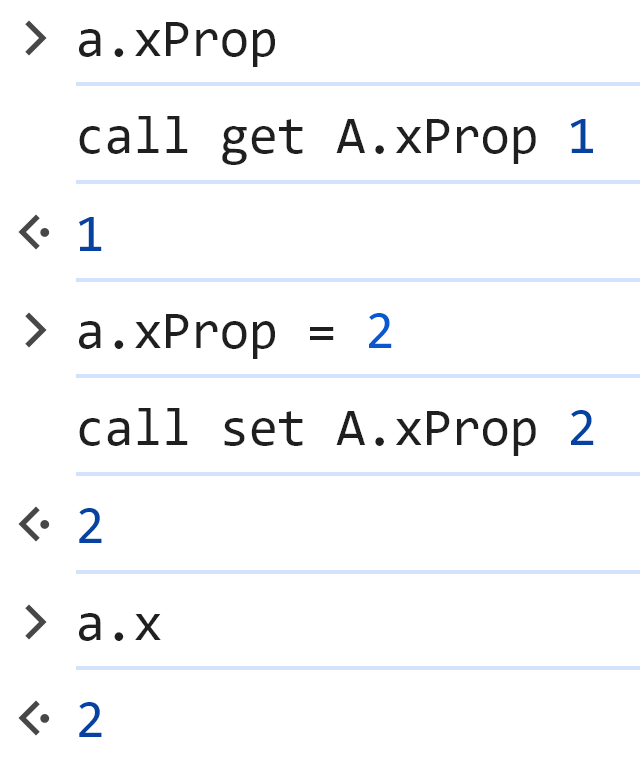 > a.xProp
call get A.xProp 1
<· 1
> a.xProp = 2
call set A.xProp 2
<· 2
> a.x
<· 2